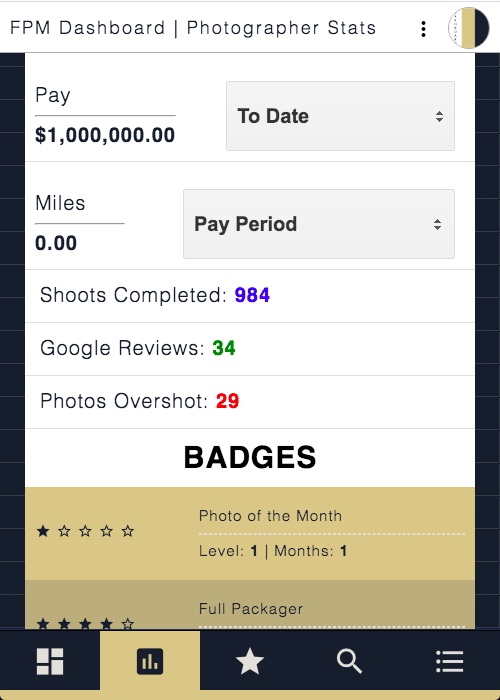 FPM Dashboard | Photographer Stats
Pay
$1,000,000.00
To Date
Miles
0.00
Pay Period
Shoots Completed: 984
Google Reviews: 34
Photos Overshot: 29
BADGES
Photo of the Month
Level: 1 | Months: 1
Full Packager